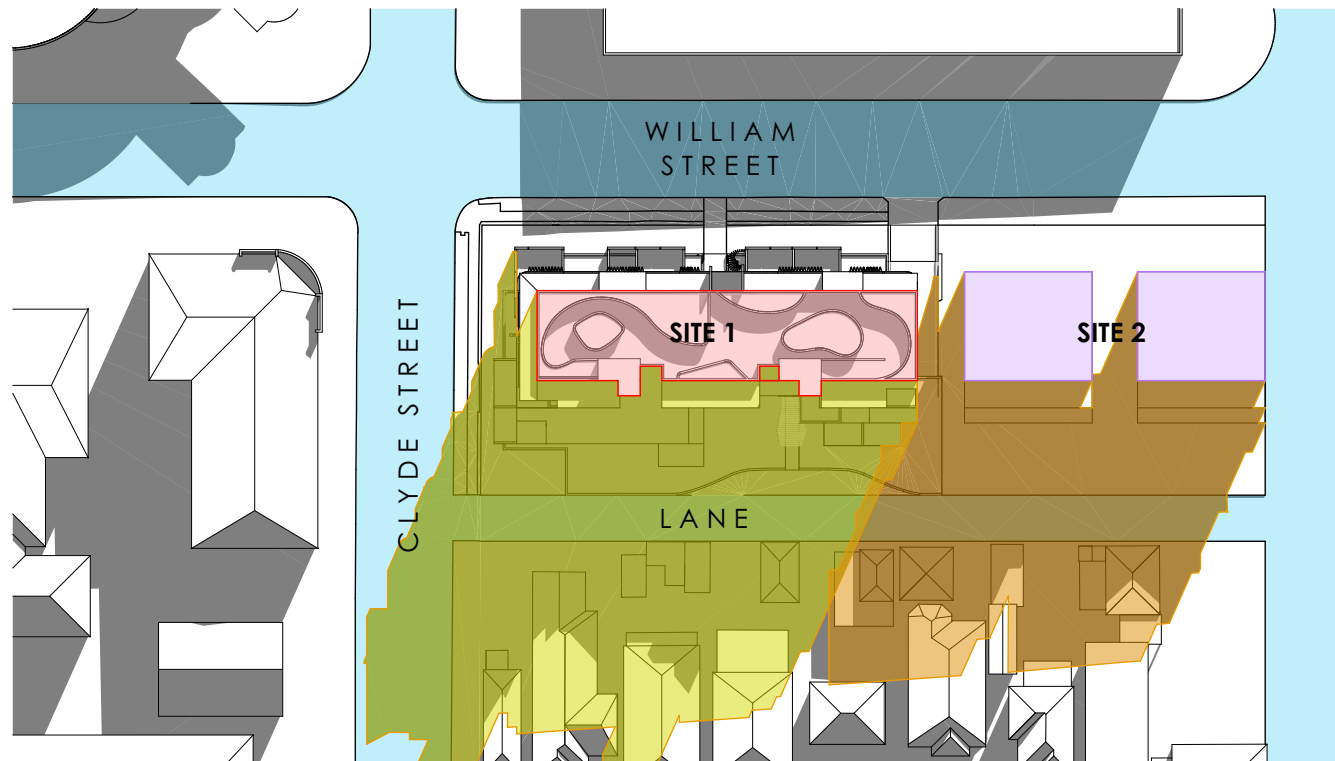 WILLIAM
STREET
SITE 1
SITE 2
CLYDE STREET
LANE